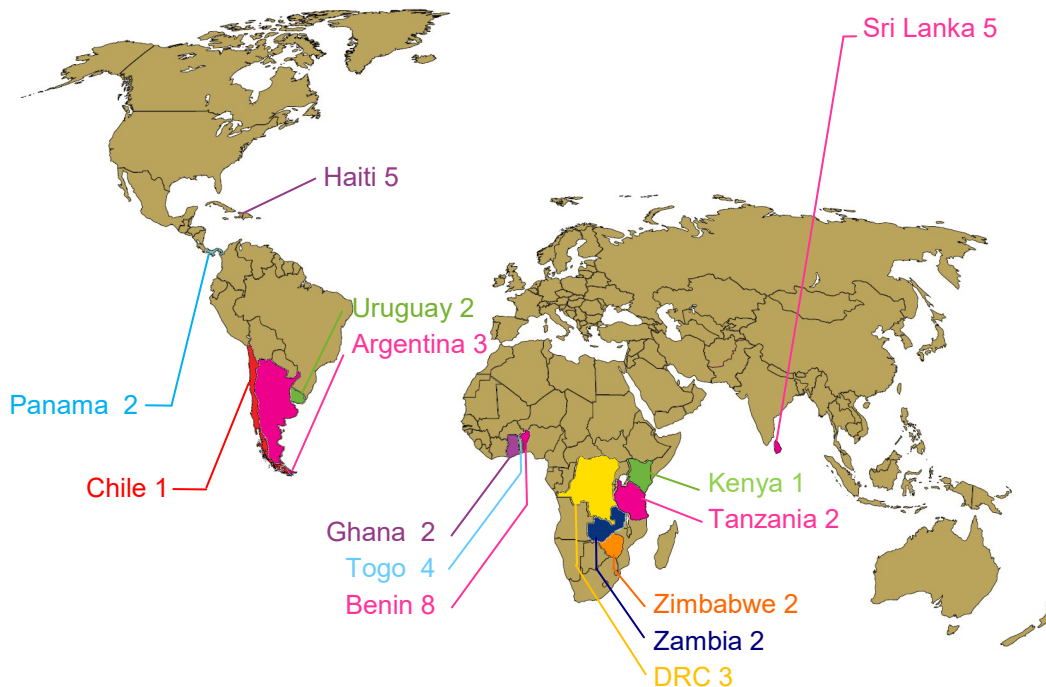 Sri Lanka 5
Haiti 5
Uruguay 2
Argentina 3
Panama  2
Chile 1
Kenya 1
Tanzania 2
Ghana  2
Togo  4
Benin 8
Zimbabwe 2
Zambia 2
DRC 3